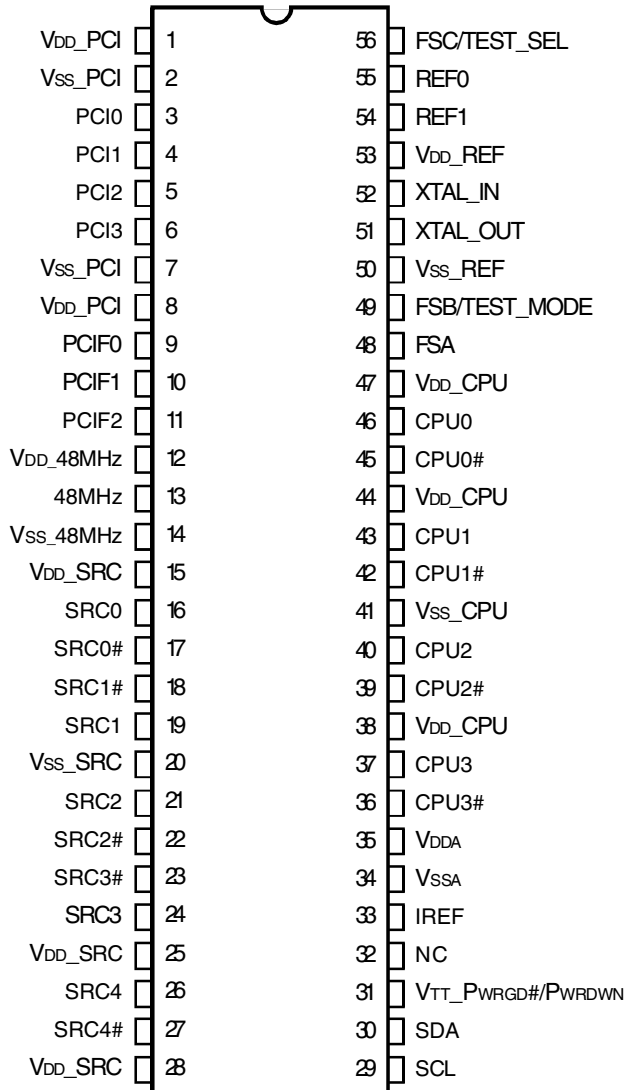 VDD_PCI 1 56 FSC/TEST_SEL
VSS_PCI 2 55 REF0
PCI0 3 54 REF1
PCI1 4 53 VDD_REF
PCI2 5 52 XTAL_IN
PCI3 6 51 XTAL_OUT
VSS_PCI 7 50 VSS_REF
VDD_PCI 8 49 FSB/TEST_MODE
PCIF0 9 48 FSA
PCIF1 10 47 VDD_CPU
PCIF2 11 46 CPU0
VDD_48MHz 12 45 CPU0#
48MHz 13 44 VDD_CPU
VSS_48MHz 14 43 CPU1
VDD_SRC 15 42 CPU1#
SRC0 16 41 VSS_CPU
SRC0# 17 40 CPU2
SRC1# 18 39 CPU2#
SRC1 19 38 VDD_CPU
VSS_SRC 20 37 CPU3
SRC2 21 36 CPU3#
SRC2# 22 35 VDDA
SRC3# 23 34 VSSA
SRC3 24 33 IREF
VDD_SRC 25 32 NC
SRC4 26 31 VTT_PWRGD#/PWRDWN
SRC4# 27 30 SDA
VDD_SRC 28 29 SCL